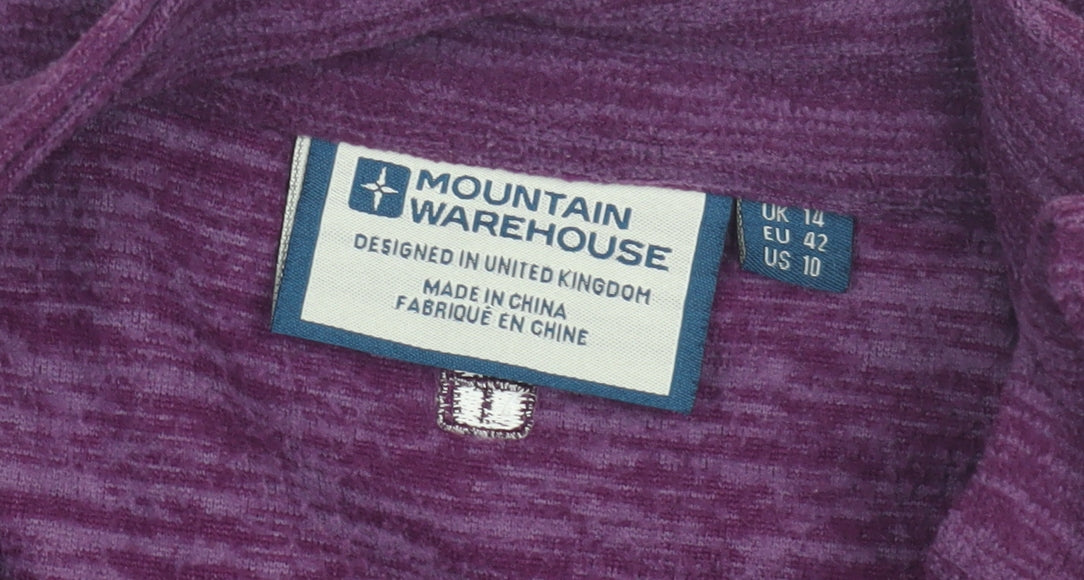 MOUNTAIN
WAREHOUSE
DESIGNED IN UNITED KINGDOM
MADE IN CHINA
FABRIQUÉ EN CHINE
UK 14
EU 42
US 10